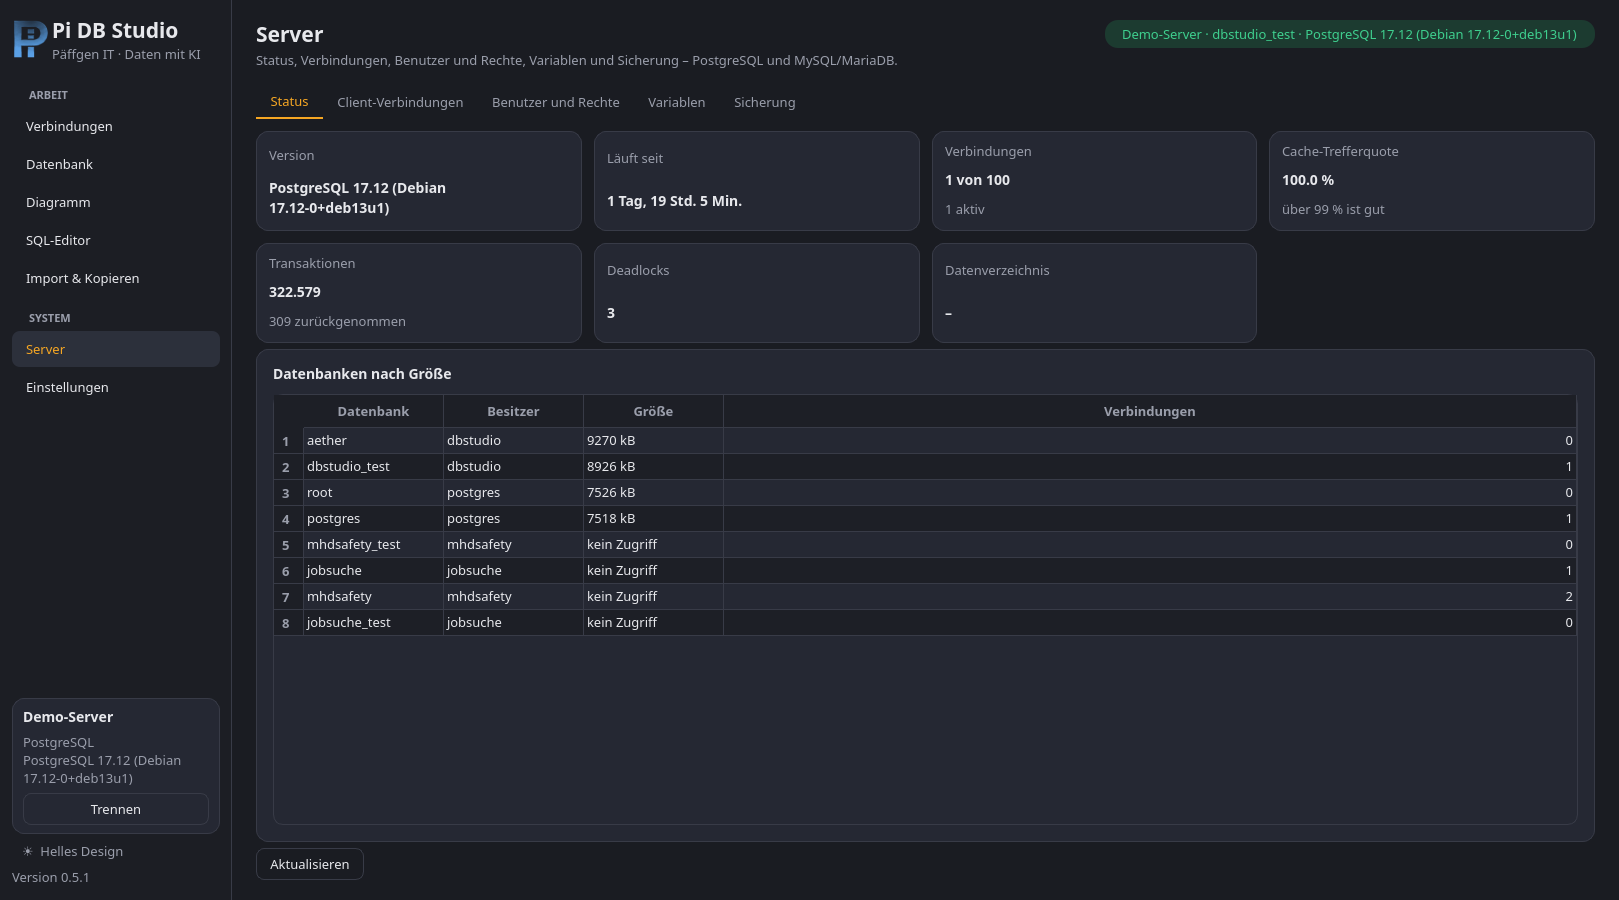 Pi DB Studio
Päffgen IT · Daten mit KI
ARBEIT
Verbindungen
Datenbank
Diagramm
SQL-Editor
Import & Kopieren
SYSTEM
Server
Einstellungen
Demo-Server
PostgreSQL
PostgreSQL 17.12 (Debian
17.12-0+deb13u1)
Trennen
☀ Helles Design
Version 0.5.1
Server
Demo-Server · dbstudio_test · PostgreSQL 17.12 (Debian 17.12-0+deb13u1)
Status, Verbindungen, Benutzer und Rechte, Variablen und Sicherung – PostgreSQL und MySQL/MariaDB.
Status Client-Verbindungen Benutzer und Rechte Variablen Sicherung
Version
PostgreSQL 17.12 (Debian
17.12-0+deb13u1)
Läuft seit
1 Tag, 19 Std. 5 Min.
Verbindungen
1 von 100
1 aktiv
Cache-Trefferquote
100.0 %
über 99 % ist gut
Transaktionen
322.579
309 zurückgenommen
Deadlocks
3
Datenverzeichnis
–
Datenbanken nach Größe
Datenbank Besitzer Größe Verbindungen
1 aether dbstudio 9270 kB 0
2 dbstudio_test dbstudio 8926 kB 1
3 root postgres 7526 kB 0
4 postgres postgres 7518 kB 1
5 mhdsafety_test mhdsafety kein Zugriff 0
6 jobsuche jobsuche kein Zugriff 1
7 mhdsafety mhdsafety kein Zugriff 2
8 jobsuche_test jobsuche kein Zugriff 0
Aktualisieren